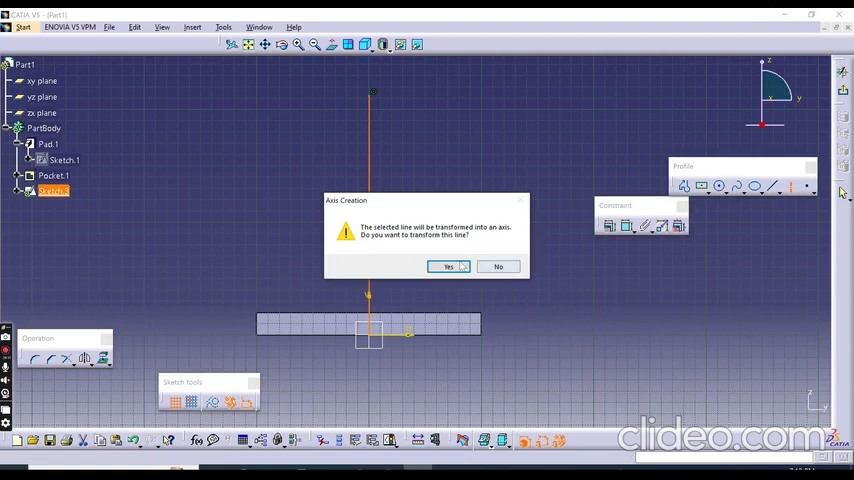 CATIA V5 - [Part1]
Start ENOVIA V5 VPM File Edit View Insert Tools Window Help
Part1
xy plane
yz plane
zx plane
PartBody
Pad.1
Sketch.1
Pocket.1
Sketch.3
z
x
y
Profile
Constraint
Axis Creation
The selected line will be transformed into an axis.
Do you want to transform this line?
Yes No
Operation
Sketch tools
z
y
f(x)
clideo.com
CATIA